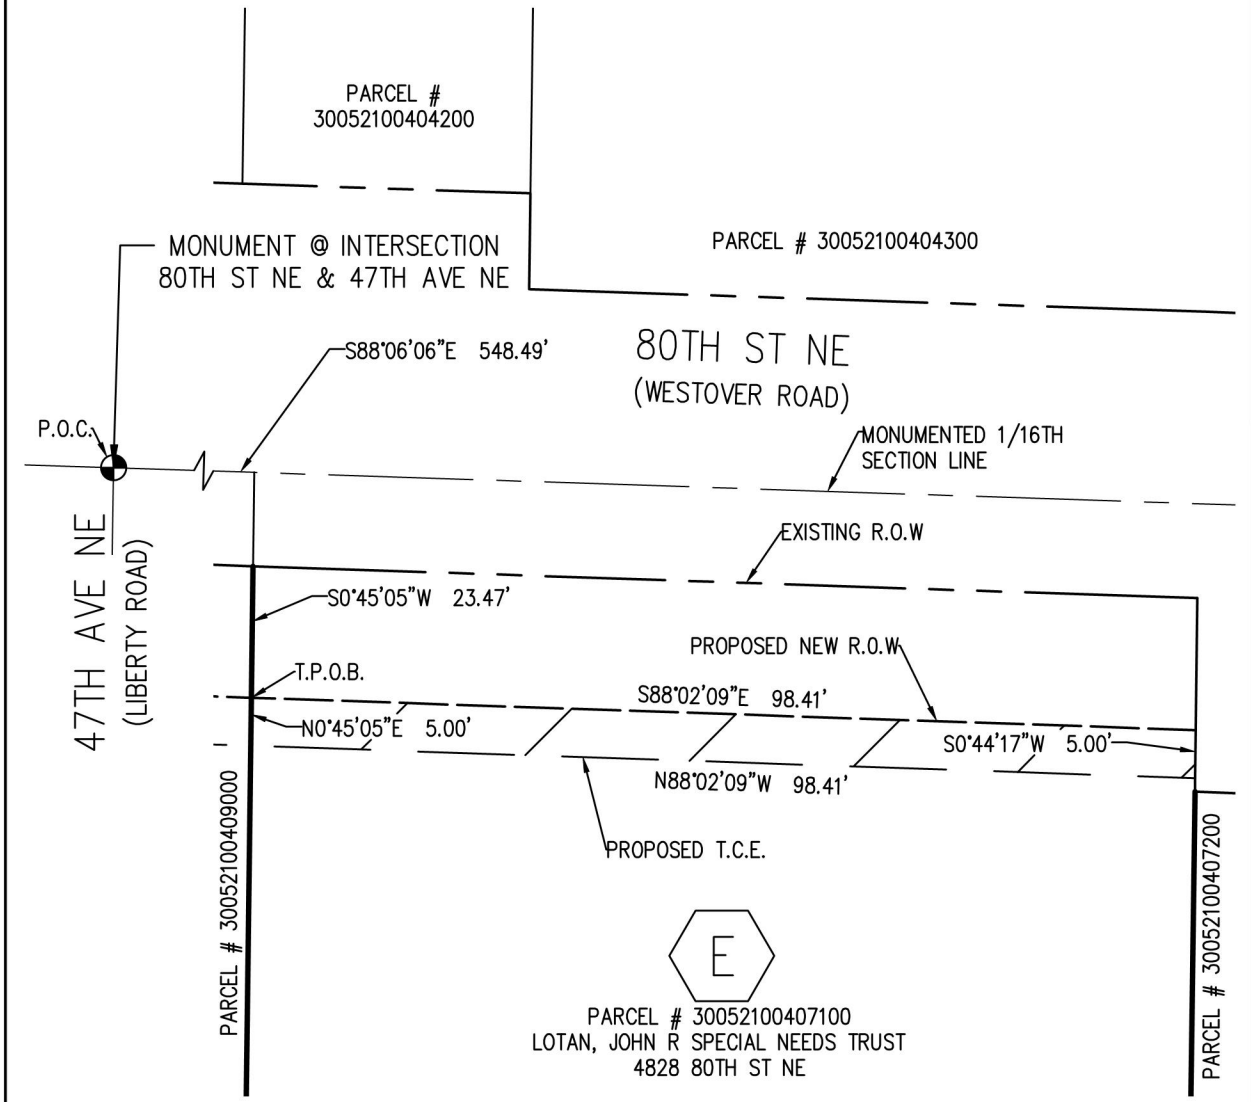 PARCEL #
30052100404200
MONUMENT @ INTERSECTION
80TH ST NE & 47TH AVE NE
PARCEL # 30052100404300
S88°06'06"E 548.49'
80TH ST NE
(WESTOVER ROAD)
P.O.C.
MONUMENTED 1/16TH
SECTION LINE
47TH AVE NE
(LIBERTY ROAD)
EXISTING R.O.W
S0°45'05"W 23.47'
PROPOSED NEW R.O.W
T.P.O.B.
S88°02'09"E 98.41'
N0°45'05"E 5.00'
S0°44'17"W 5.00'
N88°02'09"W 98.41'
PROPOSED T.C.E.
PARCEL # 30052100409000
PARCEL # 30052100407200
E
PARCEL # 30052100407100
LOTAN, JOHN R SPECIAL NEEDS TRUST
4828 80TH ST NE